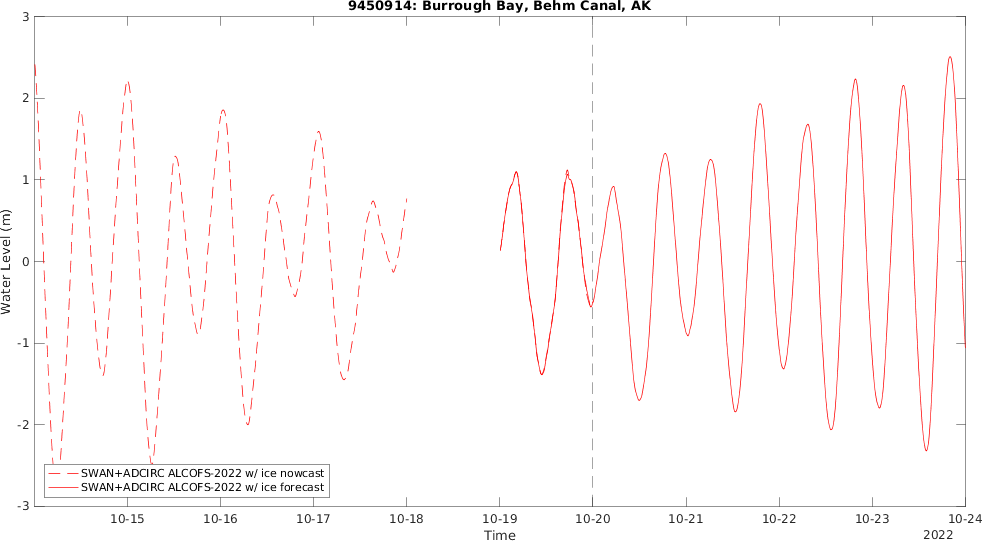 9450914: Burrough Bay, Behm Canal, AK
3
2
1
0
-1
-2
-3
Water Level (m)
SWAN+ADCIRC ALCOFS-2022 w/ ice nowcast
SWAN+ADCIRC ALCOFS-2022 w/ ice forecast
10-15 10-16 10-17 10-18 10-19 10-20 10-21 10-22 10-23 10-24
Time
2022